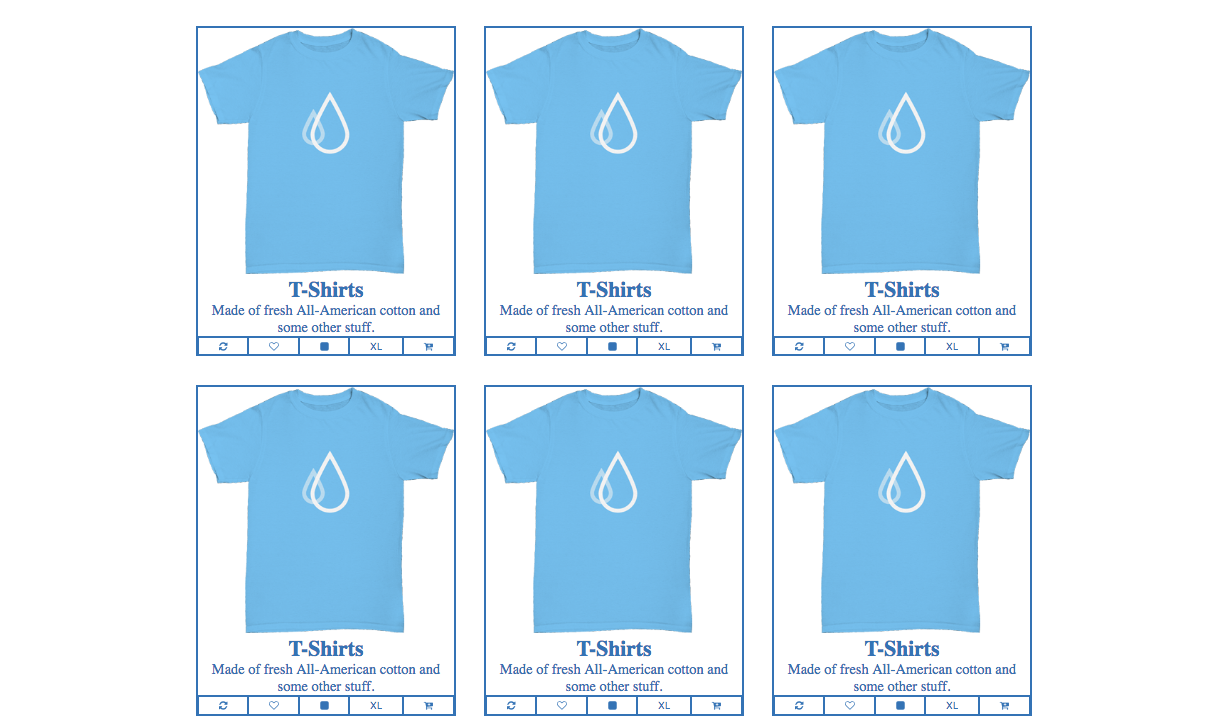 T-Shirts T-Shirts T-Shirts
Made of fresh All-American cotton and Made of fresh All-American cotton and Made of fresh All-American cotton and
some other stuff. some other stuff. some other stuff.
XL XL XL
T-Shirts T-Shirts T-Shirts
Made of fresh All-American cotton and Made of fresh All-American cotton and Made of fresh All-American cotton and
some other stuff. some other stuff. some other stuff.
XL XL XL